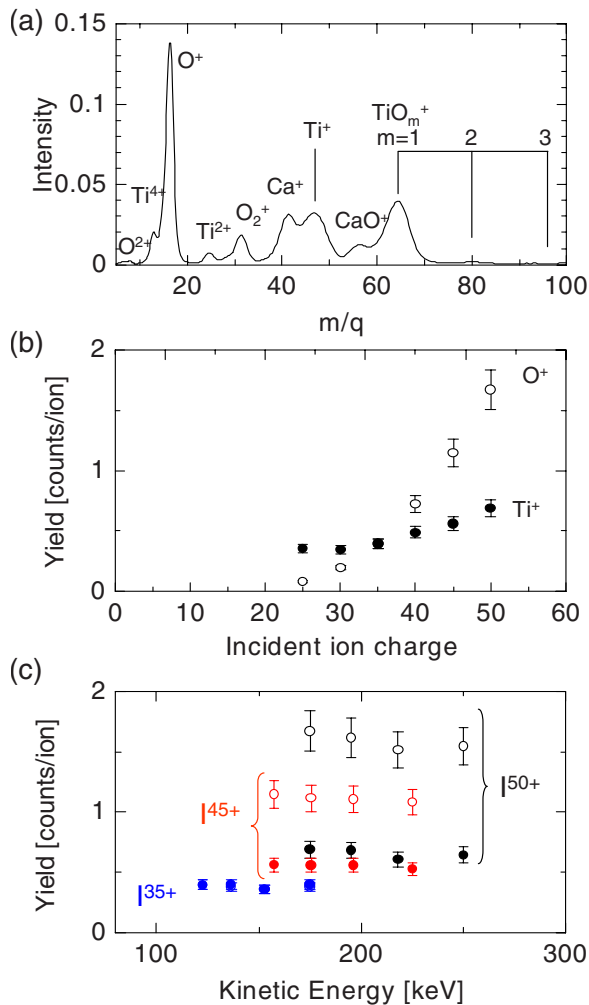 (a)
0.15
0.1
0.05
0
Intensity
O⁺
Ti⁴⁺
O²⁺
Ti²⁺
O₂⁺
Ca⁺
Ti⁺
CaO⁺
TiOₘ⁺
m=1 2 3
20 40 60 80 100
m/q
(b)
2
1
0
Yield [counts/ion]
O⁺
Ti⁺
0 10 20 30 40 50 60
Incident ion charge
(c)
2
1
0
Yield [counts/ion]
I⁵⁰⁺
I⁴⁵⁺
I³⁵⁺
100 200 300
Kinetic Energy [keV]